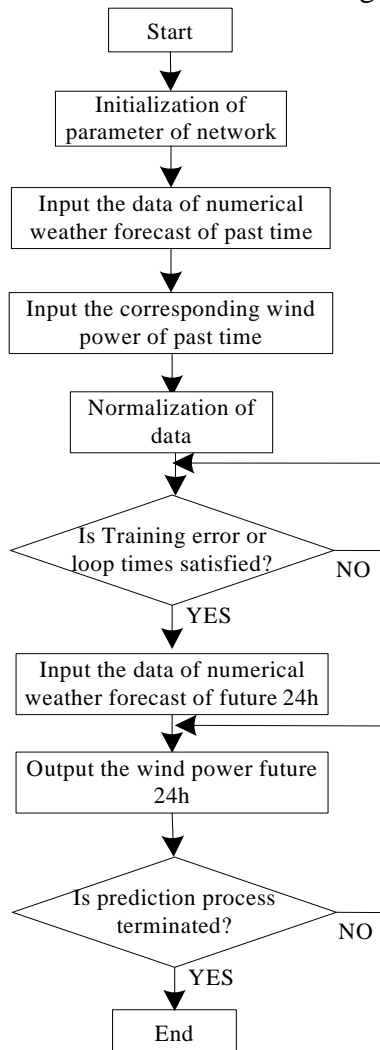 Start
Initialization of
parameter of network
Input the data of numerical
weather forecast of past time
Input the corresponding wind
power of past time
Normalization of
data
Is Training error or
loop times satisfied?
NO
YES
Input the data of numerical
weather forecast of future 24h
Output the wind power future
24h
Is prediction process
terminated?
NO
YES
End